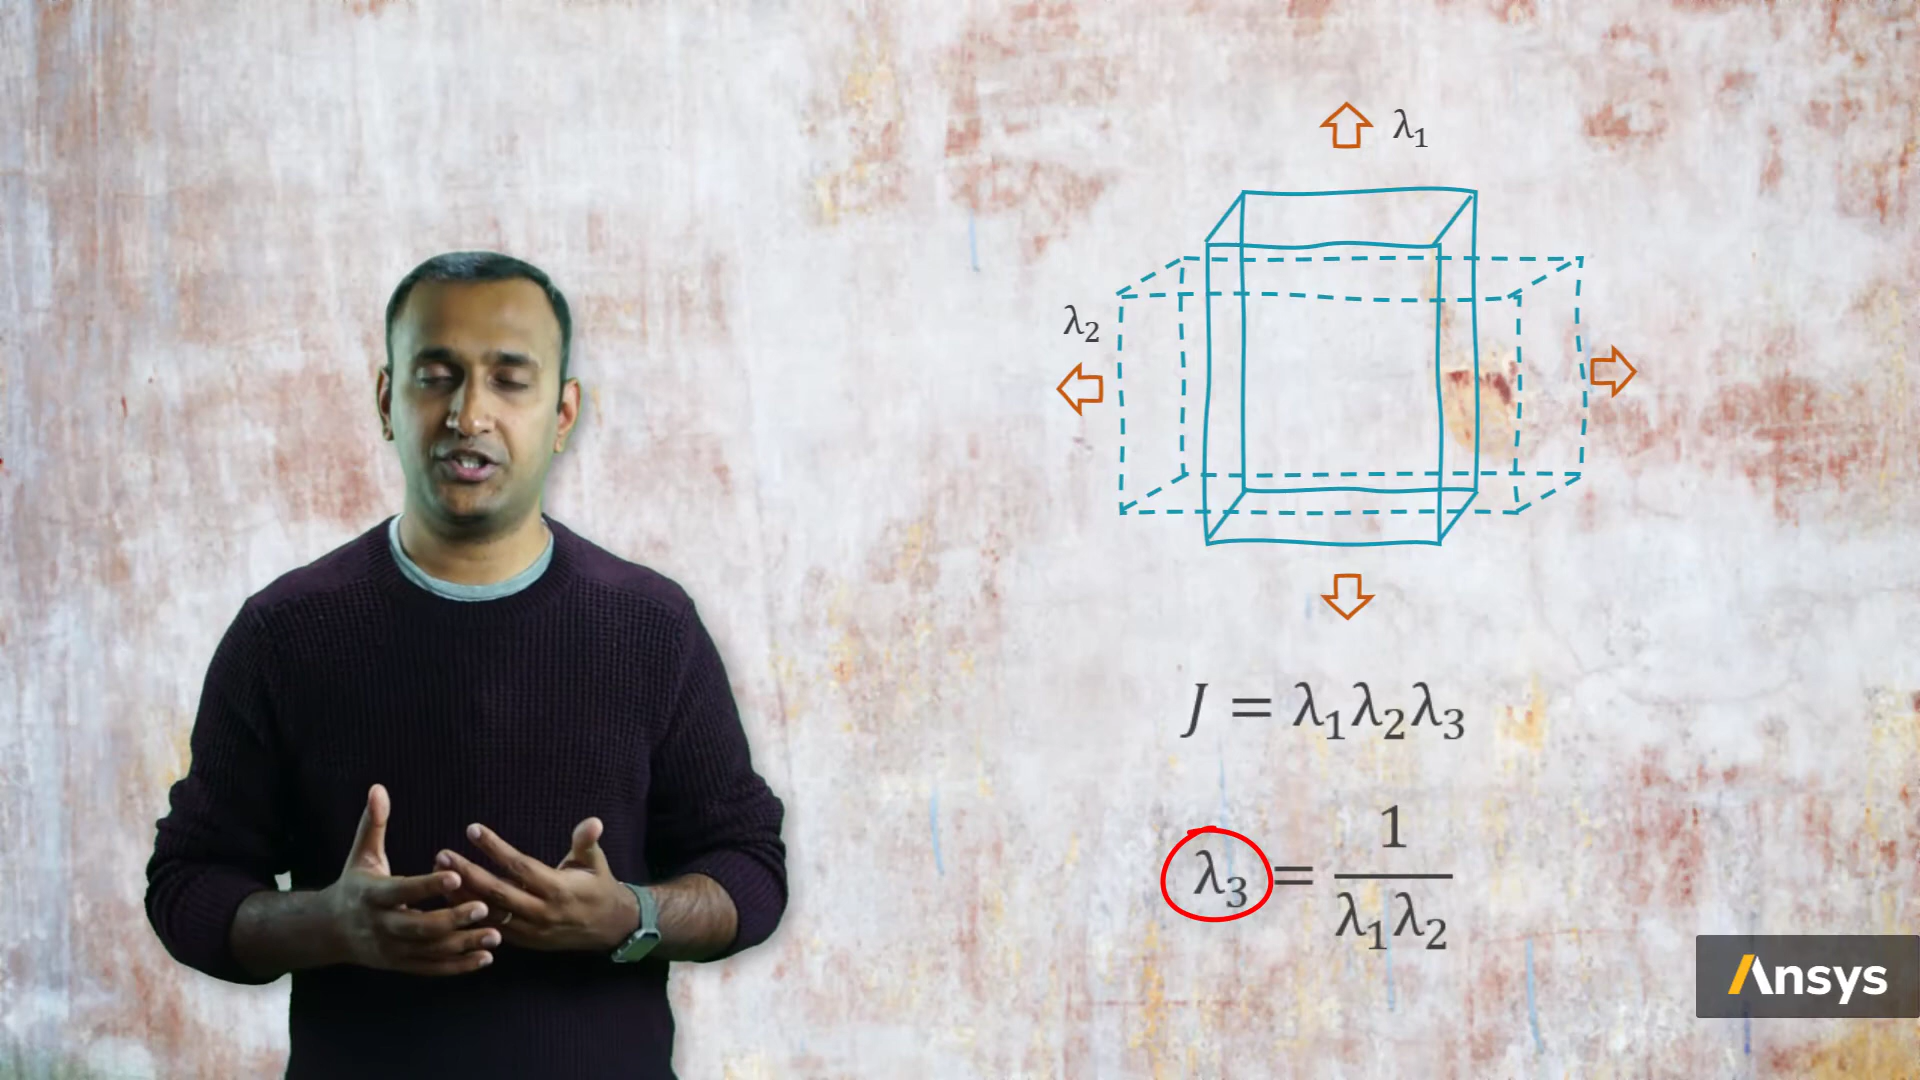 λ₁
λ₂
J = λ₁λ₂λ₃
λ₃ = 1/λ₁λ₂
Ansys